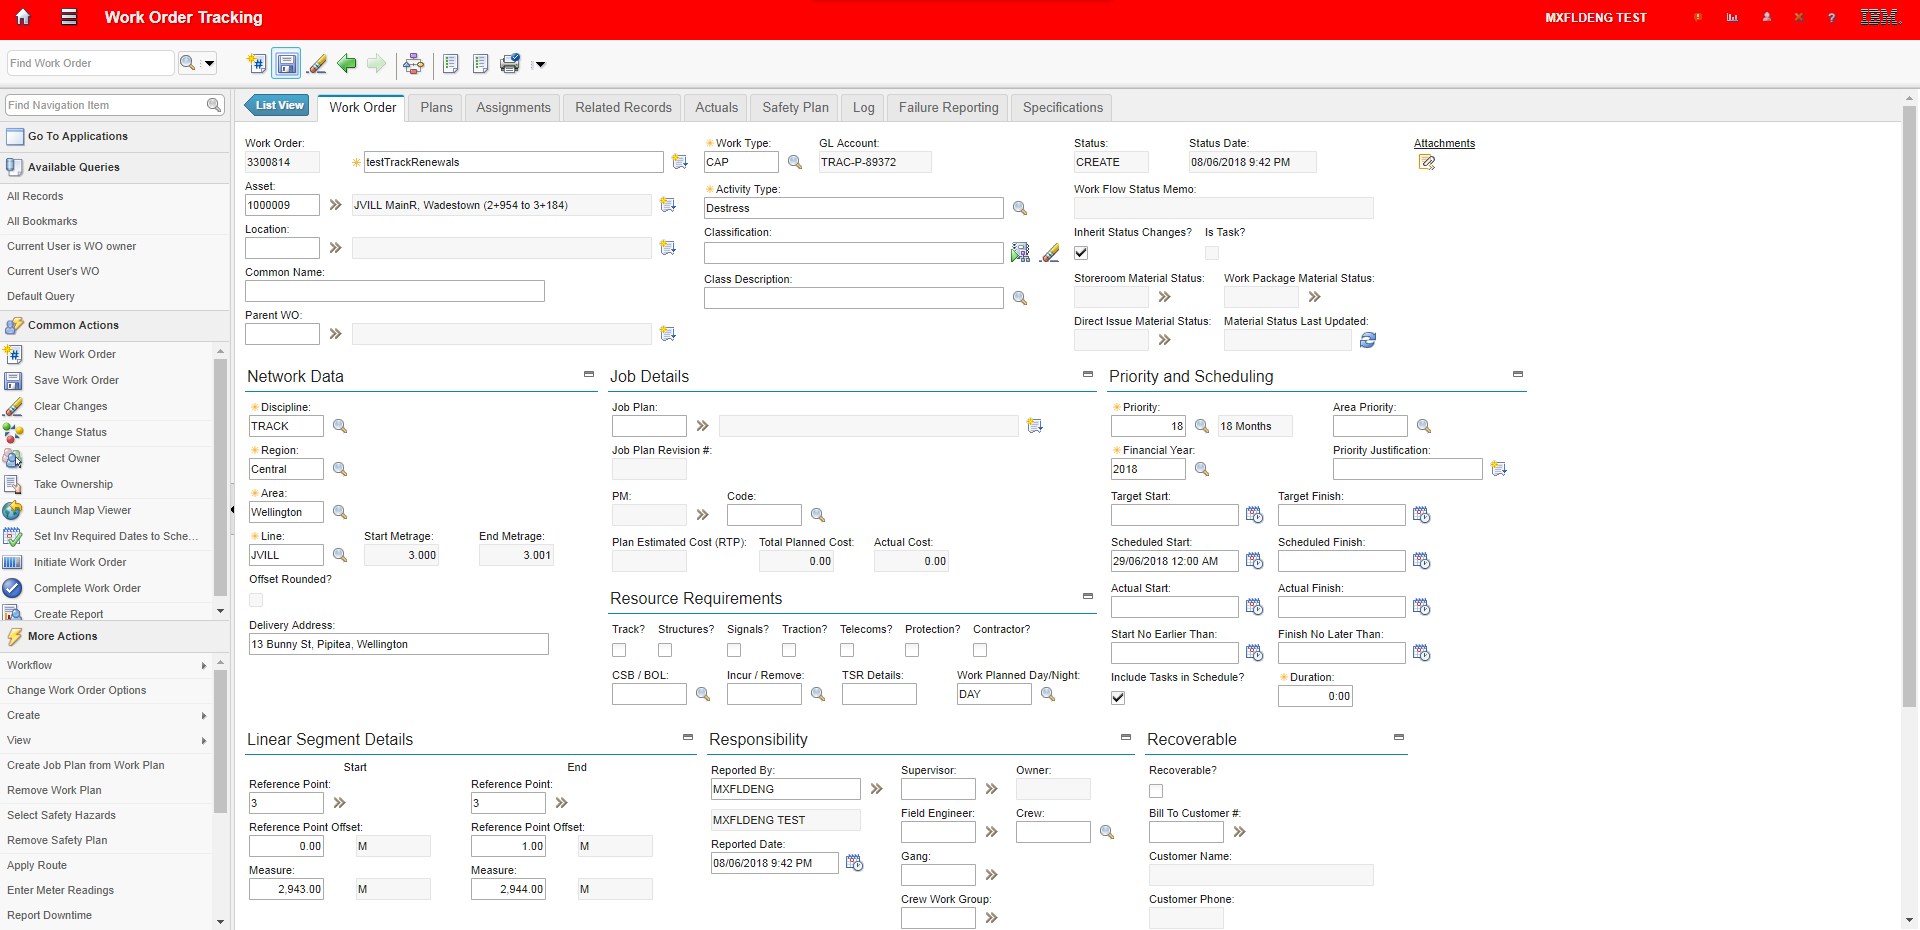 Work Order Tracking
MXFLDENG TEST
IBM
Find Work Order
Find Navigation Item
Go To Applications
Available Queries
All Records
All Bookmarks
Current User is WO owner
Current User's WO
Default Query
Common Actions
New Work Order
Save Work Order
Clear Changes
Change Status
Select Owner
Take Ownership
Launch Map Viewer
Set Inv Required Dates to Sche...
Initiate Work Order
Complete Work Order
Create Report
More Actions
Workflow
Change Work Order Options
Create
View
Create Job Plan from Work Plan
Remove Work Plan
Select Safety Hazards
Remove Safety Plan
Apply Route
Enter Meter Readings
Report Downtime
List View Work Order Plans Assignments Related Records Actuals Safety Plan Log Failure Reporting Specifications
Work Order:
3300814 testTrackRenewals
Asset:
1000009 JVILL MainR, Wadestown (2+954 to 3+184)
Location:
Common Name:
Parent WO:
Work Type: GL Account:
CAP TRAC-P-89372
Activity Type:
Destress
Classification:
Class Description:
Status: Status Date:
CREATE 08/06/2018 9:42 PM
Work Flow Status Memo:
Inherit Status Changes? Is Task?
Storeroom Material Status: Work Package Material Status:
Direct Issue Material Status: Material Status Last Updated:
Attachments
Network Data
Discipline:
TRACK
Region:
Central
Area:
Wellington
Line: Start Metrage: End Metrage:
JVILL 3.000 3.001
Offset Rounded?
Delivery Address:
13 Bunny St, Pipitea, Wellington
Job Details
Job Plan:
Job Plan Revision #:
PM: Code:
Plan Estimated Cost (RTP): Total Planned Cost: Actual Cost:
0.00 0.00
Resource Requirements
Track? Structures? Signals? Traction? Telecoms? Protection? Contractor?
CSB / BOL: Incur / Remove: TSR Details: Work Planned Day/Night:
DAY
Priority and Scheduling
Priority: Area Priority:
18 18 Months
Financial Year: Priority Justification:
2018
Target Start: Target Finish:
Scheduled Start: Scheduled Finish:
29/06/2018 12:00 AM
Actual Start: Actual Finish:
Start No Earlier Than: Finish No Later Than:
Include Tasks in Schedule? Duration:
0:00
Linear Segment Details
Start End
Reference Point: Reference Point:
3 3
Reference Point Offset: Reference Point Offset:
0.00 M 1.00 M
Measure: Measure:
2,943.00 M 2,944.00 M
Responsibility
Reported By: Supervisor: Owner:
MXFLDENG
Field Engineer: Crew:
MXFLDENG TEST
Reported Date:
08/06/2018 9:42 PM
Gang:
Crew Work Group:
Recoverable
Recoverable?
Bill To Customer #:
Customer Name:
Customer Phone: